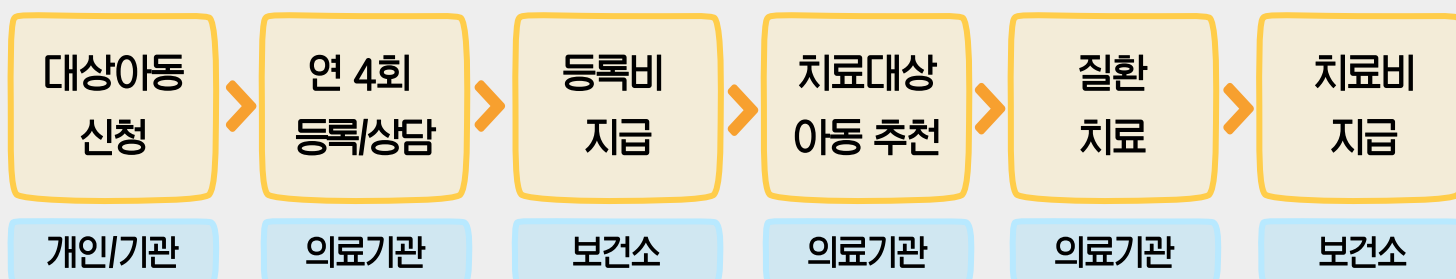 대상아동
신청
연 4회
등록/상담
등록비
지급
치료대상
아동 추천
질환
치료
치료비
지급
개인/기관
의료기관
보건소
의료기관
의료기관
보건소